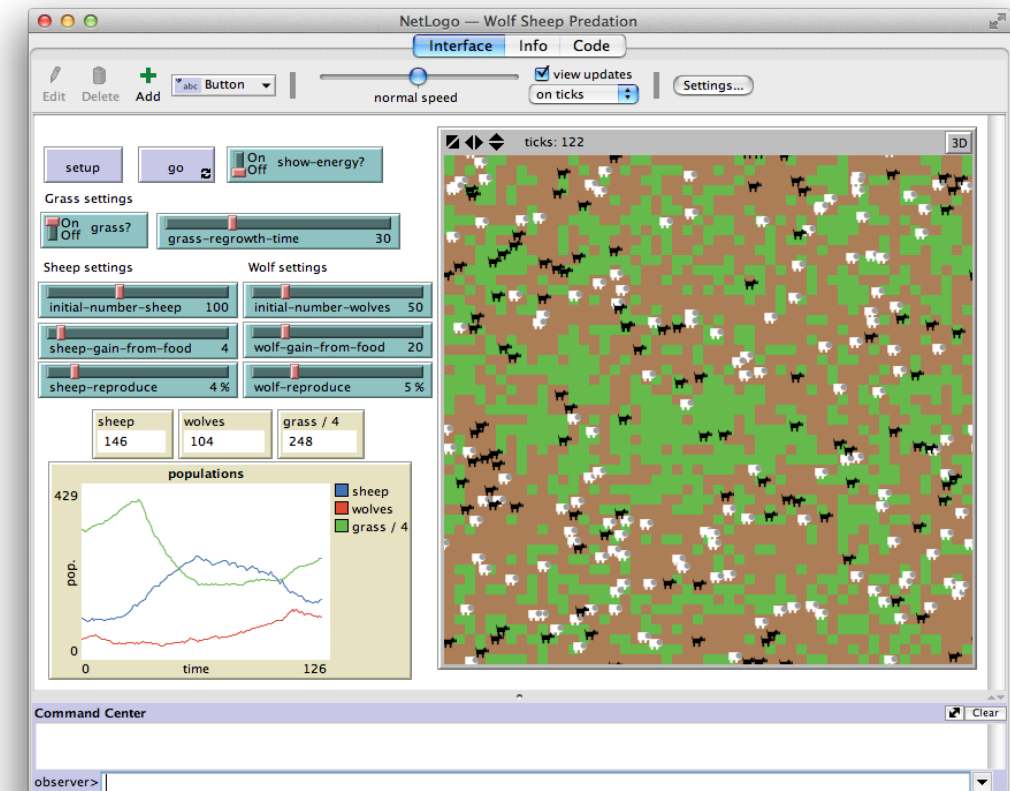 NetLogo — Wolf Sheep Predation
Interface Info Code
Edit Delete Add abc Button normal speed view updates on ticks Settings...
setup go On Off show-energy?
ticks: 122 3D
Grass settings
On Off grass? grass-regrowth-time 30
Sheep settings Wolf settings
initial-number-sheep 100 initial-number-wolves 50
sheep-gain-from-food 4 wolf-gain-from-food 20
sheep-reproduce 4 % wolf-reproduce 5 %
sheep wolves grass / 4
146 104 248
populations
429 sheep
wolves
grass / 4
pop.
0
0 time 126
Command Center Clear
observer>